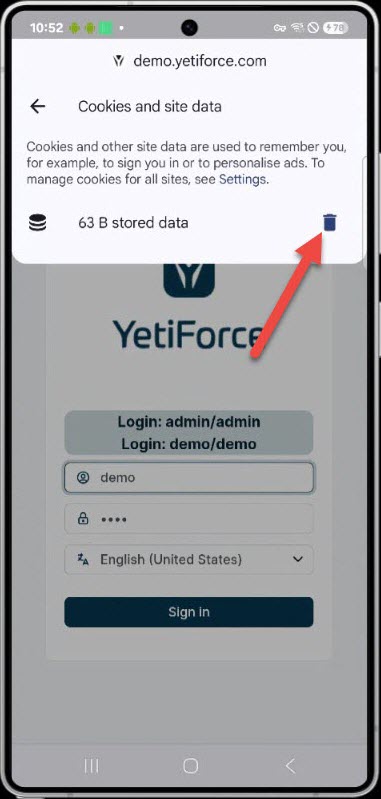 10:52
78
demo.yetiforce.com
Cookies and site data
Cookies and other site data are used to remember you,
for example, to sign you in or to personalise ads. To
manage cookies for all sites, see Settings.
63 B stored data
YetiForce
Login: admin/admin
Login: demo/demo
demo
••••
English (United States)
Sign in